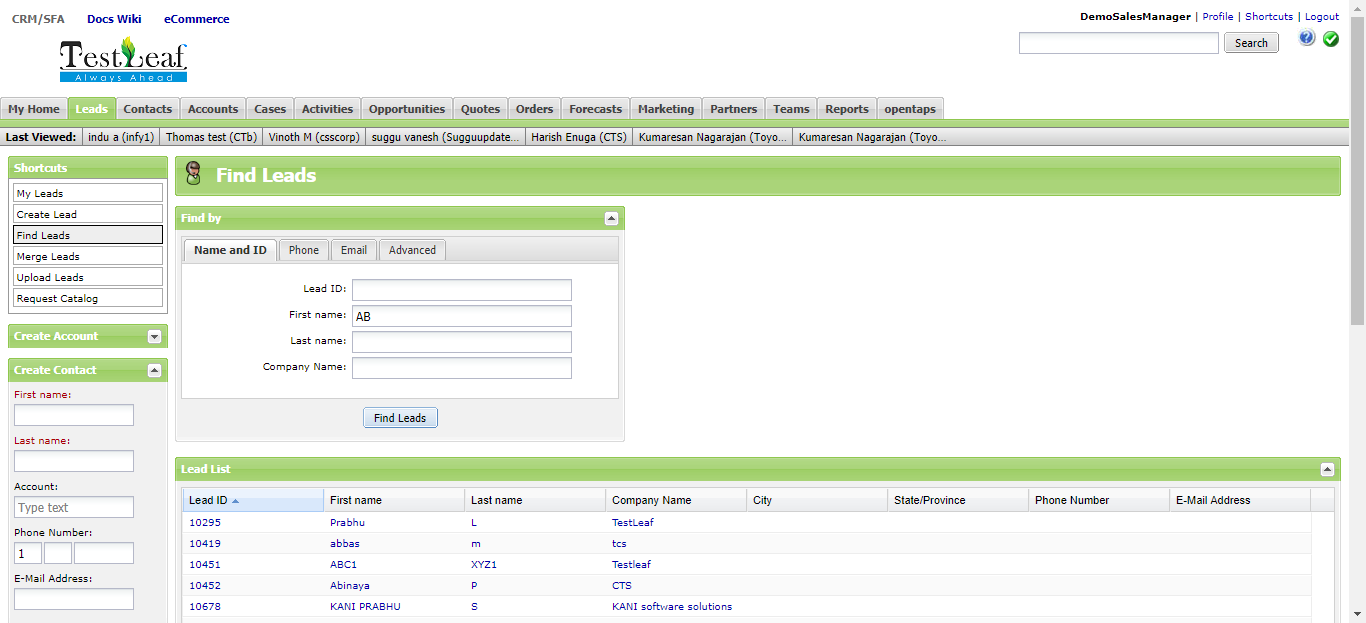 CRM/SFA Docs Wiki eCommerce
DemoSalesManager | Profile | Shortcuts | Logout
TestLeaf
Always Ahead
Search
?
My Home Leads Contacts Accounts Cases Activities Opportunities Quotes Orders Forecasts Marketing Partners Teams Reports opentaps
Last Viewed: indu a (infy1) Thomas test (CTb) Vinoth M (csscorp) suggu vanesh (Sugguupdate... Harish Enuga (CTS) Kumaresan Nagarajan (Toyo... Kumaresan Nagarajan (Toyo...
Shortcuts
My Leads
Create Lead
Find Leads
Merge Leads
Upload Leads
Request Catalog
Create Account
Create Contact
First name:
Last name:
Account:
Type text
Phone Number:
1
E-Mail Address:
Find Leads
Find by
Name and ID Phone Email Advanced
Lead ID:
First name: AB
Last name:
Company Name:
Find Leads
Lead List
Lead ID First name Last name Company Name City State/Province Phone Number E-Mail Address
10295 Prabhu L TestLeaf
10419 abbas m tcs
10451 ABC1 XYZ1 Testleaf
10452 Abinaya P CTS
10678 KANI PRABHU S KANI software solutions